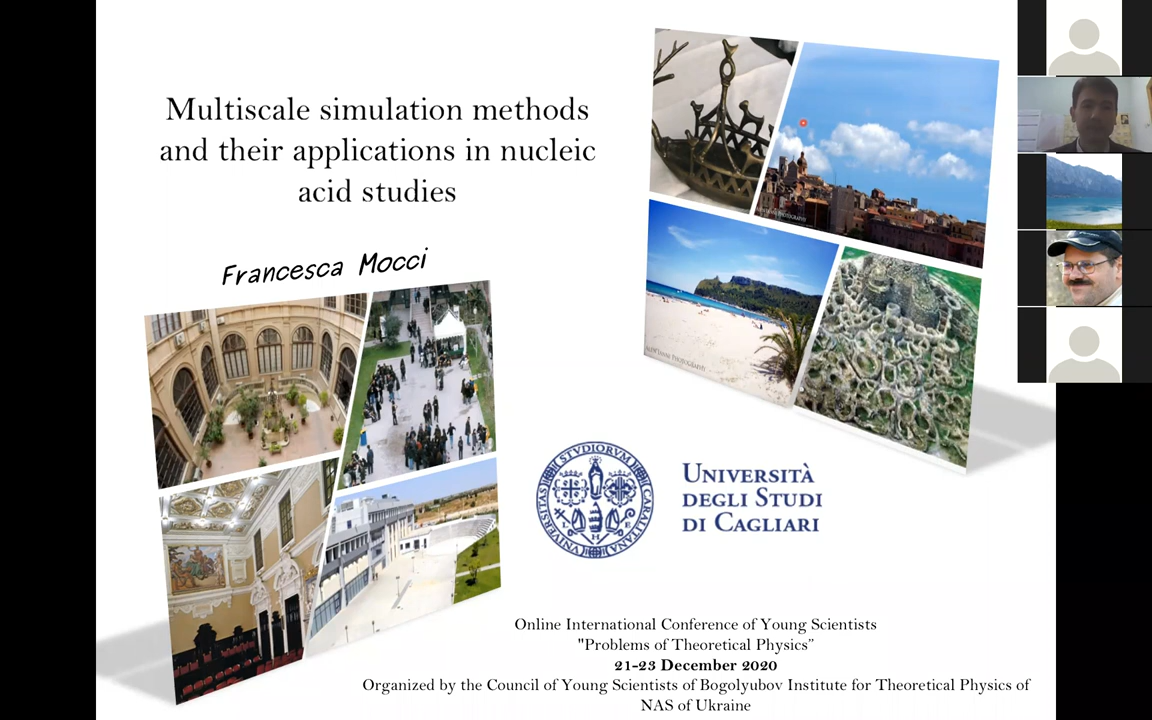 Multiscale simulation methods
and their applications in nucleic
acid studies
Francesca Mocci
UNIVERSITÀ
DEGLI STUDI
DI CAGLIARI
Online International Conference of Young Scientists
"Problems of Theoretical Physics”
21-23 December 2020
Organized by the Council of Young Scientists of Bogolyubov Institute for Theoretical Physics of
NAS of Ukraine